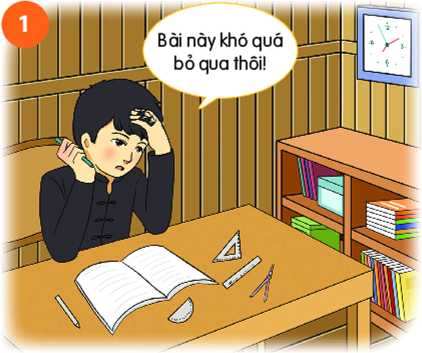 1
Bài này khó quá
bỏ qua thôi!